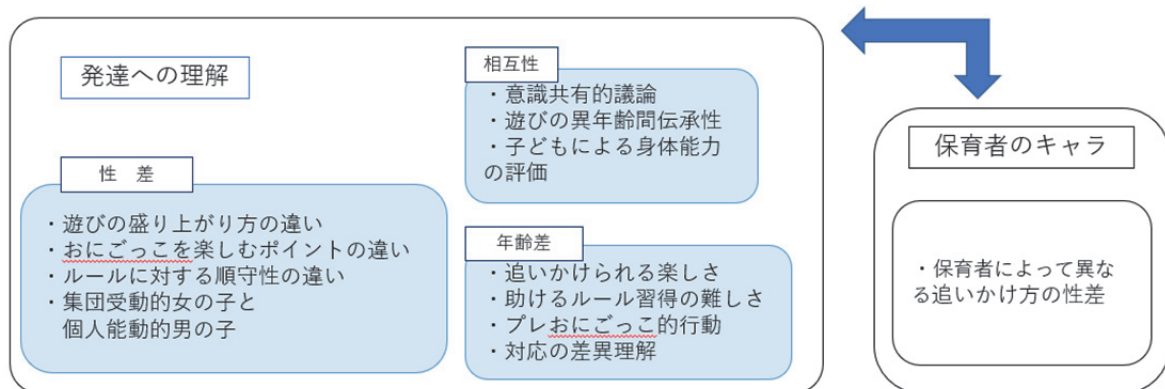 発達への理解
相互性
・意識共有的議論
・遊びの異年齢間伝承性
・子どもによる身体能力
の評価
性　差
・遊びの盛り上がり方の違い
・おにごっこを楽しむポイントの違い
・ルールに対する順守性の違い
・集団受動的女の子と
個人能動的男の子
年齢差
・追いかけられる楽しさ
・助けるルール習得の難しさ
・プレおにごっこ的行動
・対応の差異理解
保育者のキャラ
・保育者によって異な
る追いかけ方の性差